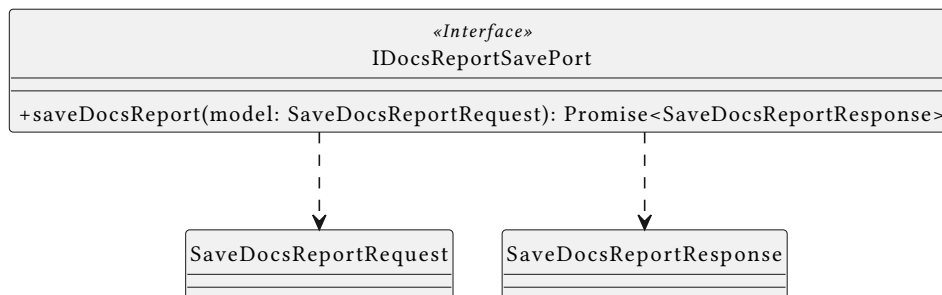 «Interface»
IDocsReportSavePort
+saveDocsReport(model: SaveDocsReportRequest): Promise<SaveDocsReportResponse>
SaveDocsReportRequest
SaveDocsReportResponse